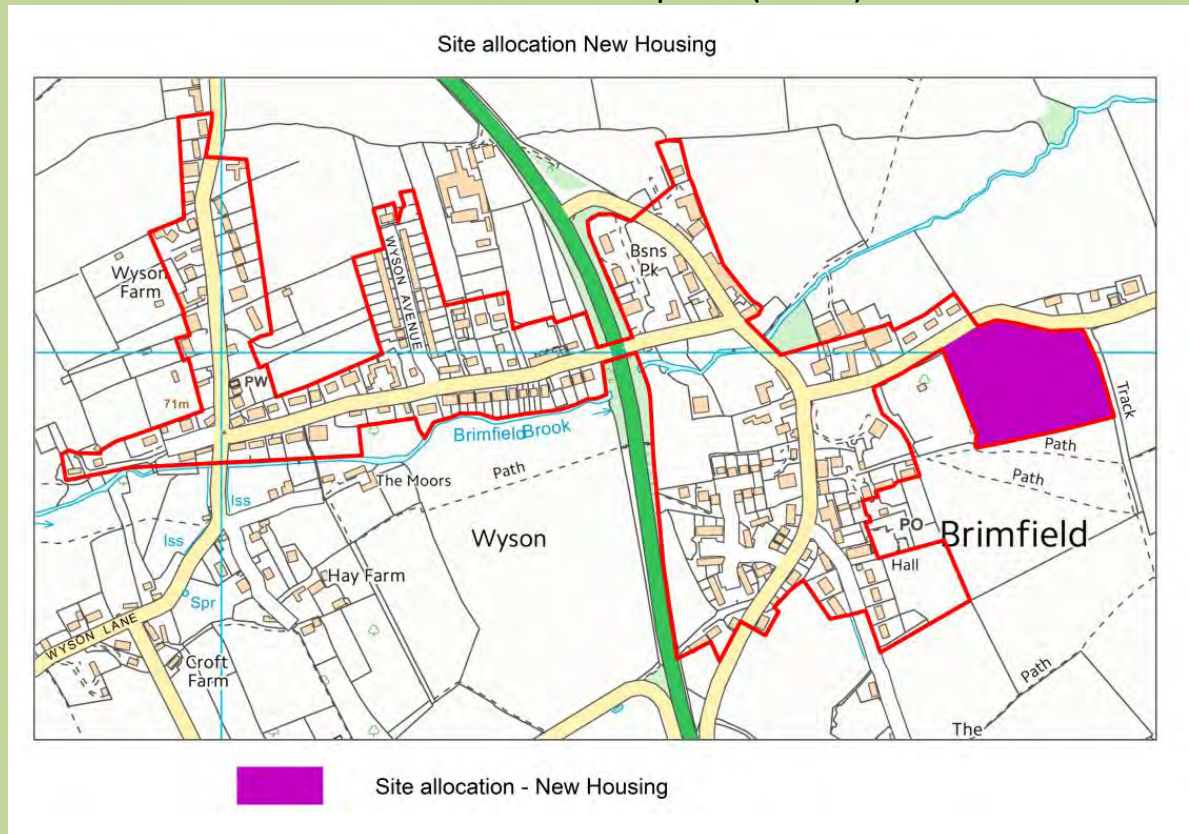 Site allocation New Housing
Wyson
Farm
WYSON AVENUE
Bsns
Pk
PW
71m
Brimfield Brook
Track
Path
Path
The Moors
Path
Iss
Iss
Wyson
PO
Brimfield
Hall
Hay Farm
Spr
WYSON LANE
Croft
Farm
Path
The
Site allocation - New Housing